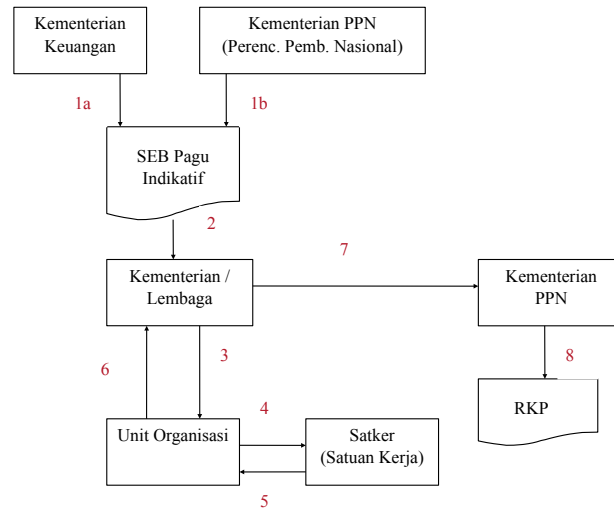 Kementerian
Keuangan
Kementerian PPN
(Perenc. Pemb. Nasional)
1a
1b
SEB Pagu
Indikatif
2
7
Kementerian /
Lembaga
Kementerian
PPN
6
3
8
4
RKP
Unit Organisasi
Satker
(Satuan Kerja)
5